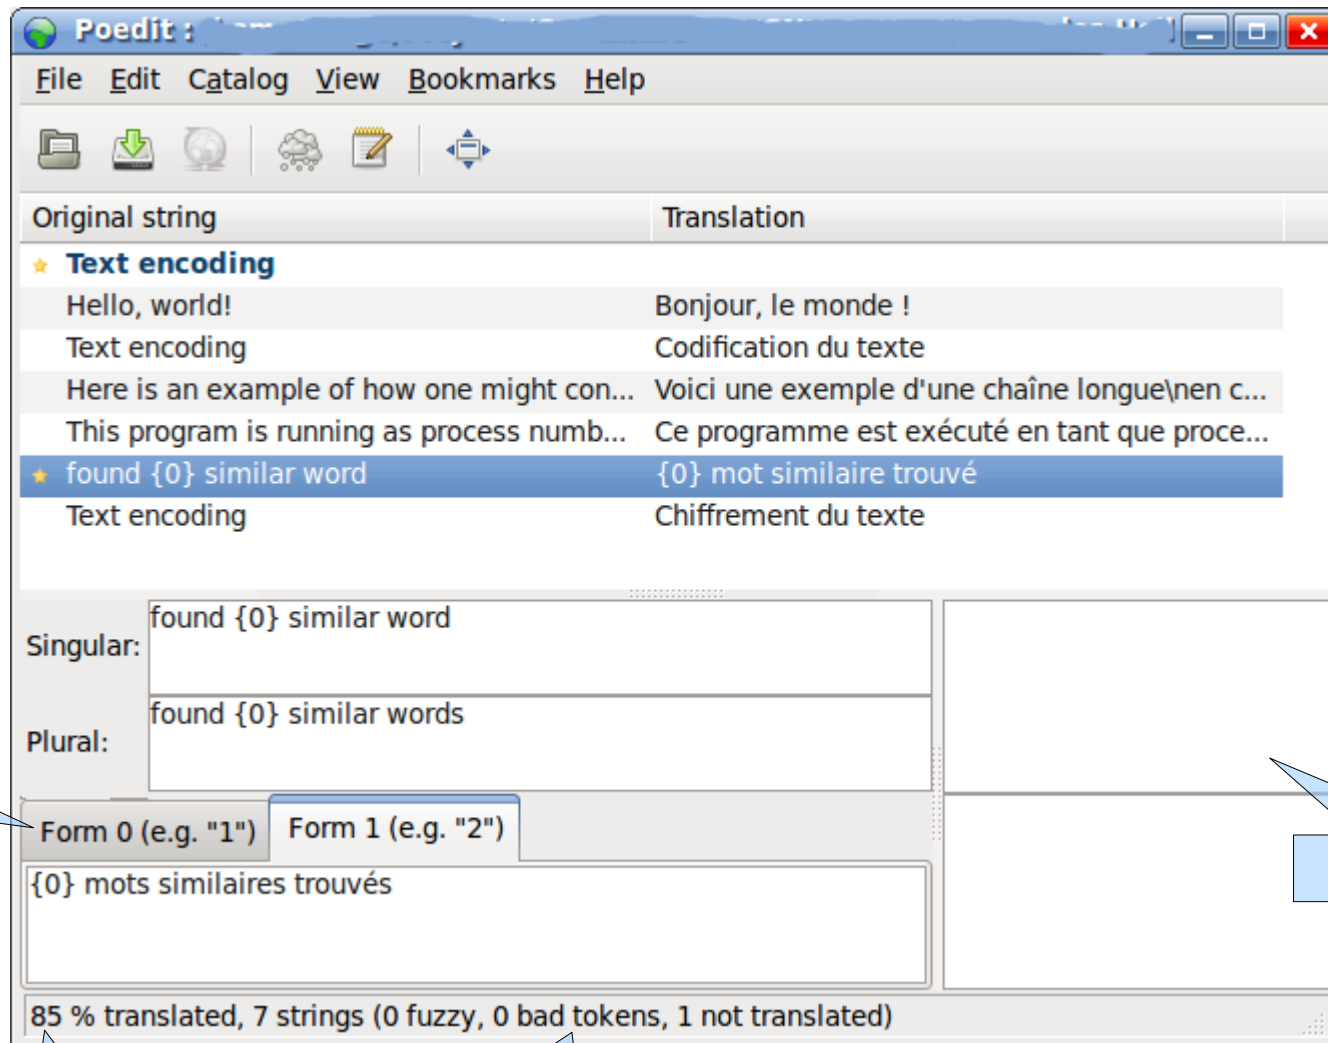 Poedit :
File Edit Catalog View Bookmarks Help
Original string Translation
Text encoding
Hello, world! Bonjour, le monde !
Text encoding Codification du texte
Here is an example of how one might con... Voici une exemple d'une chaîne longue\nen c...
This program is running as process numb... Ce programme est exécuté en tant que proce...
found {0} similar word {0} mot similaire trouvé
Text encoding Chiffrement du texte
Singular: found {0} similar word
Plural: found {0} similar words
Form 0 (e.g. "1") Form 1 (e.g. "2")
{0} mots similaires trouvés
85 % translated, 7 strings (0 fuzzy, 0 bad tokens, 1 not translated)